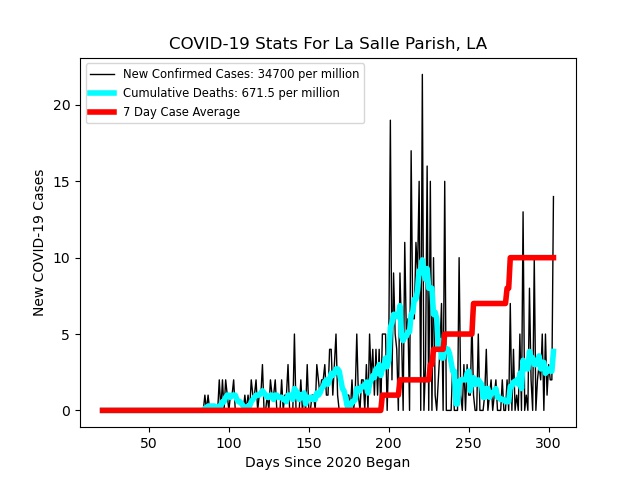 COVID-19 Stats For La Salle Parish, LA
New Confirmed Cases: 34700 per million
Cumulative Deaths: 671.5 per million
7 Day Case Average
New COVID-19 Cases
20
15
10
5
0
50 100 150 200 250 300
Days Since 2020 Began